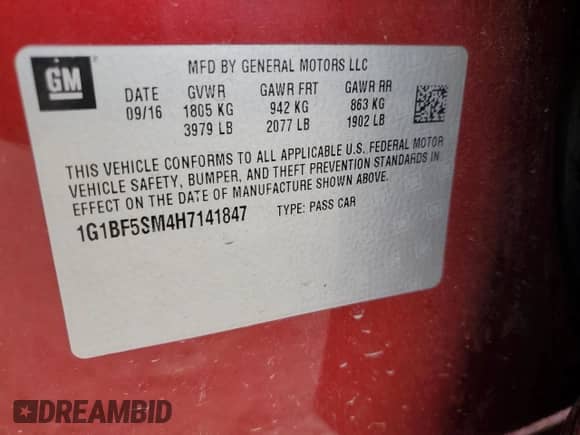 GM
MFD BY GENERAL MOTORS LLC
DATE GVWR GAWR FRT GAWR RR
09/16 1805 KG 942 KG 863 KG
3979 LB 2077 LB 1902 LB
THIS VEHICLE CONFORMS TO ALL APPLICABLE U.S. FEDERAL MOTOR
VEHICLE SAFETY, BUMPER, AND THEFT PREVENTION STANDARDS IN
EFFECT ON THE DATE OF MANUFACTURE SHOWN ABOVE.
1G1BF5SM4H7141847 TYPE: PASS CAR
DREAMBID